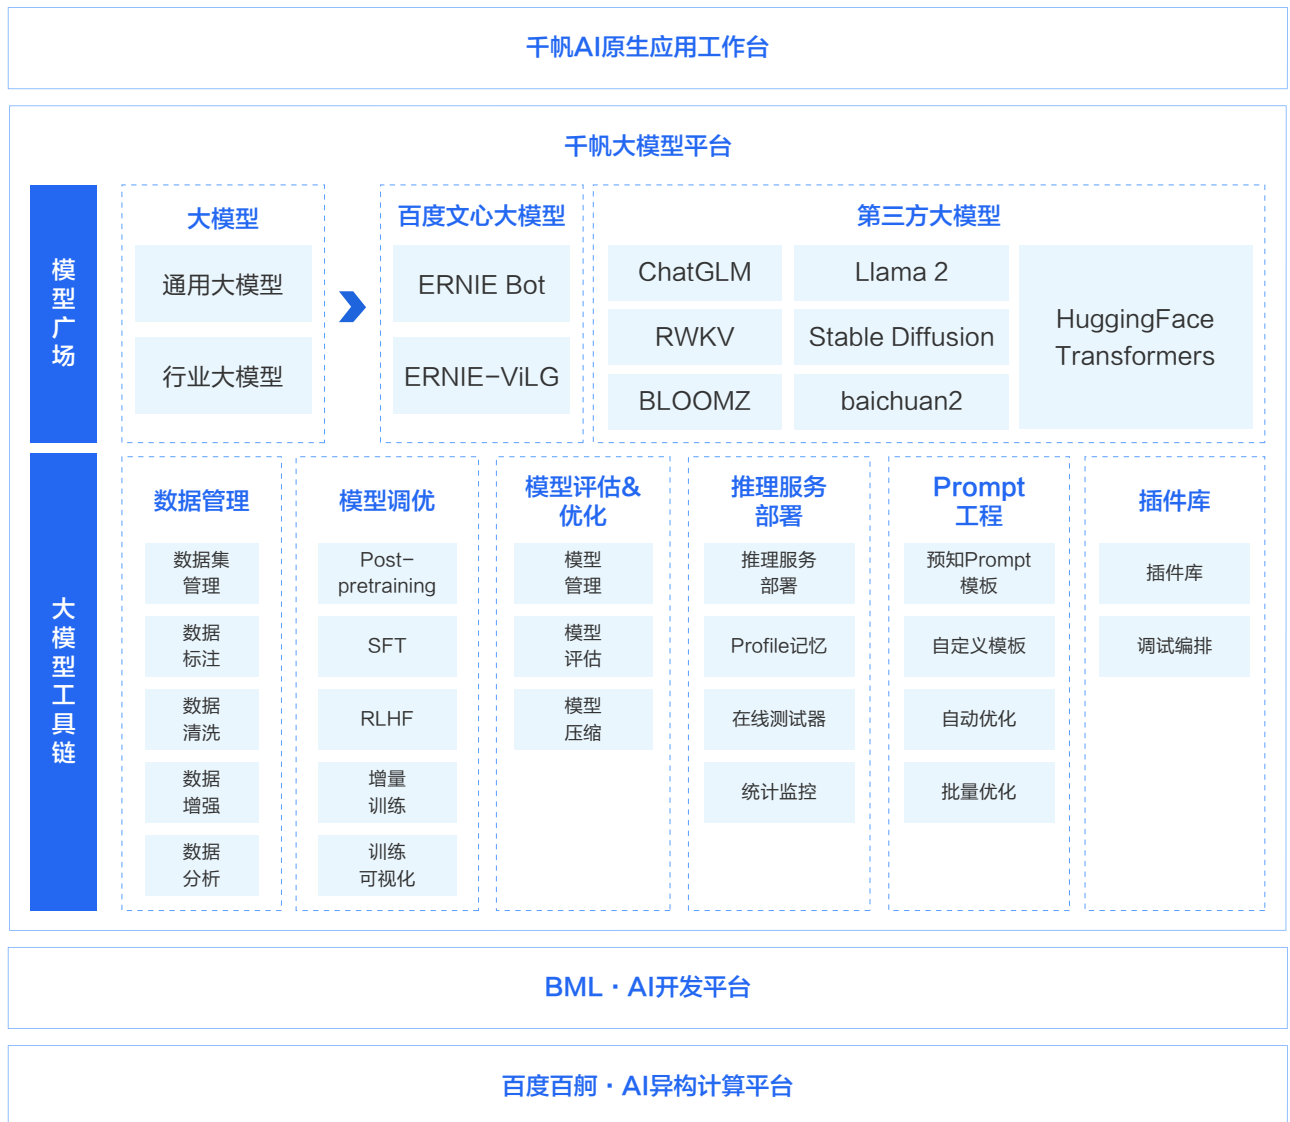 千帆AI原生应用工作台
千帆大模型平台
模型广场
大模型
通用大模型
行业大模型
百度文心大模型
ERNIE Bot
ERNIE-ViLG
第三方大模型
ChatGLM
Llama 2
RWKV
Stable Diffusion
BLOOMZ
baichuan2
HuggingFace
Transformers
大模型工具链
数据管理
数据集
管理
数据
标注
数据
清洗
数据
增强
数据
分析
模型调优
Post-
pretraining
SFT
RLHF
增量
训练
训练
可视化
模型评估&
优化
模型
管理
模型
评估
模型
压缩
推理服务
部署
推理服务
部署
Profile记忆
在线测试器
统计监控
Prompt
工程
预知Prompt
模板
自定义模板
自动优化
批量优化
插件库
插件库
调试编排
BML·AI开发平台
百度百舸·AI异构计算平台